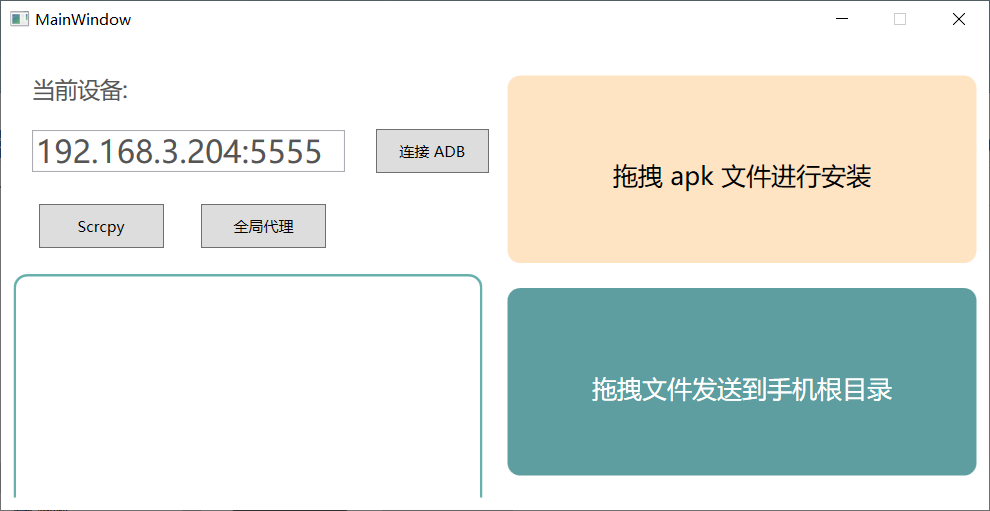 MainWindow
当前设备:
192.168.3.204:5555
连接 ADB
Scrcpy
全局代理
拖拽 apk 文件进行安装
拖拽文件发送到手机根目录